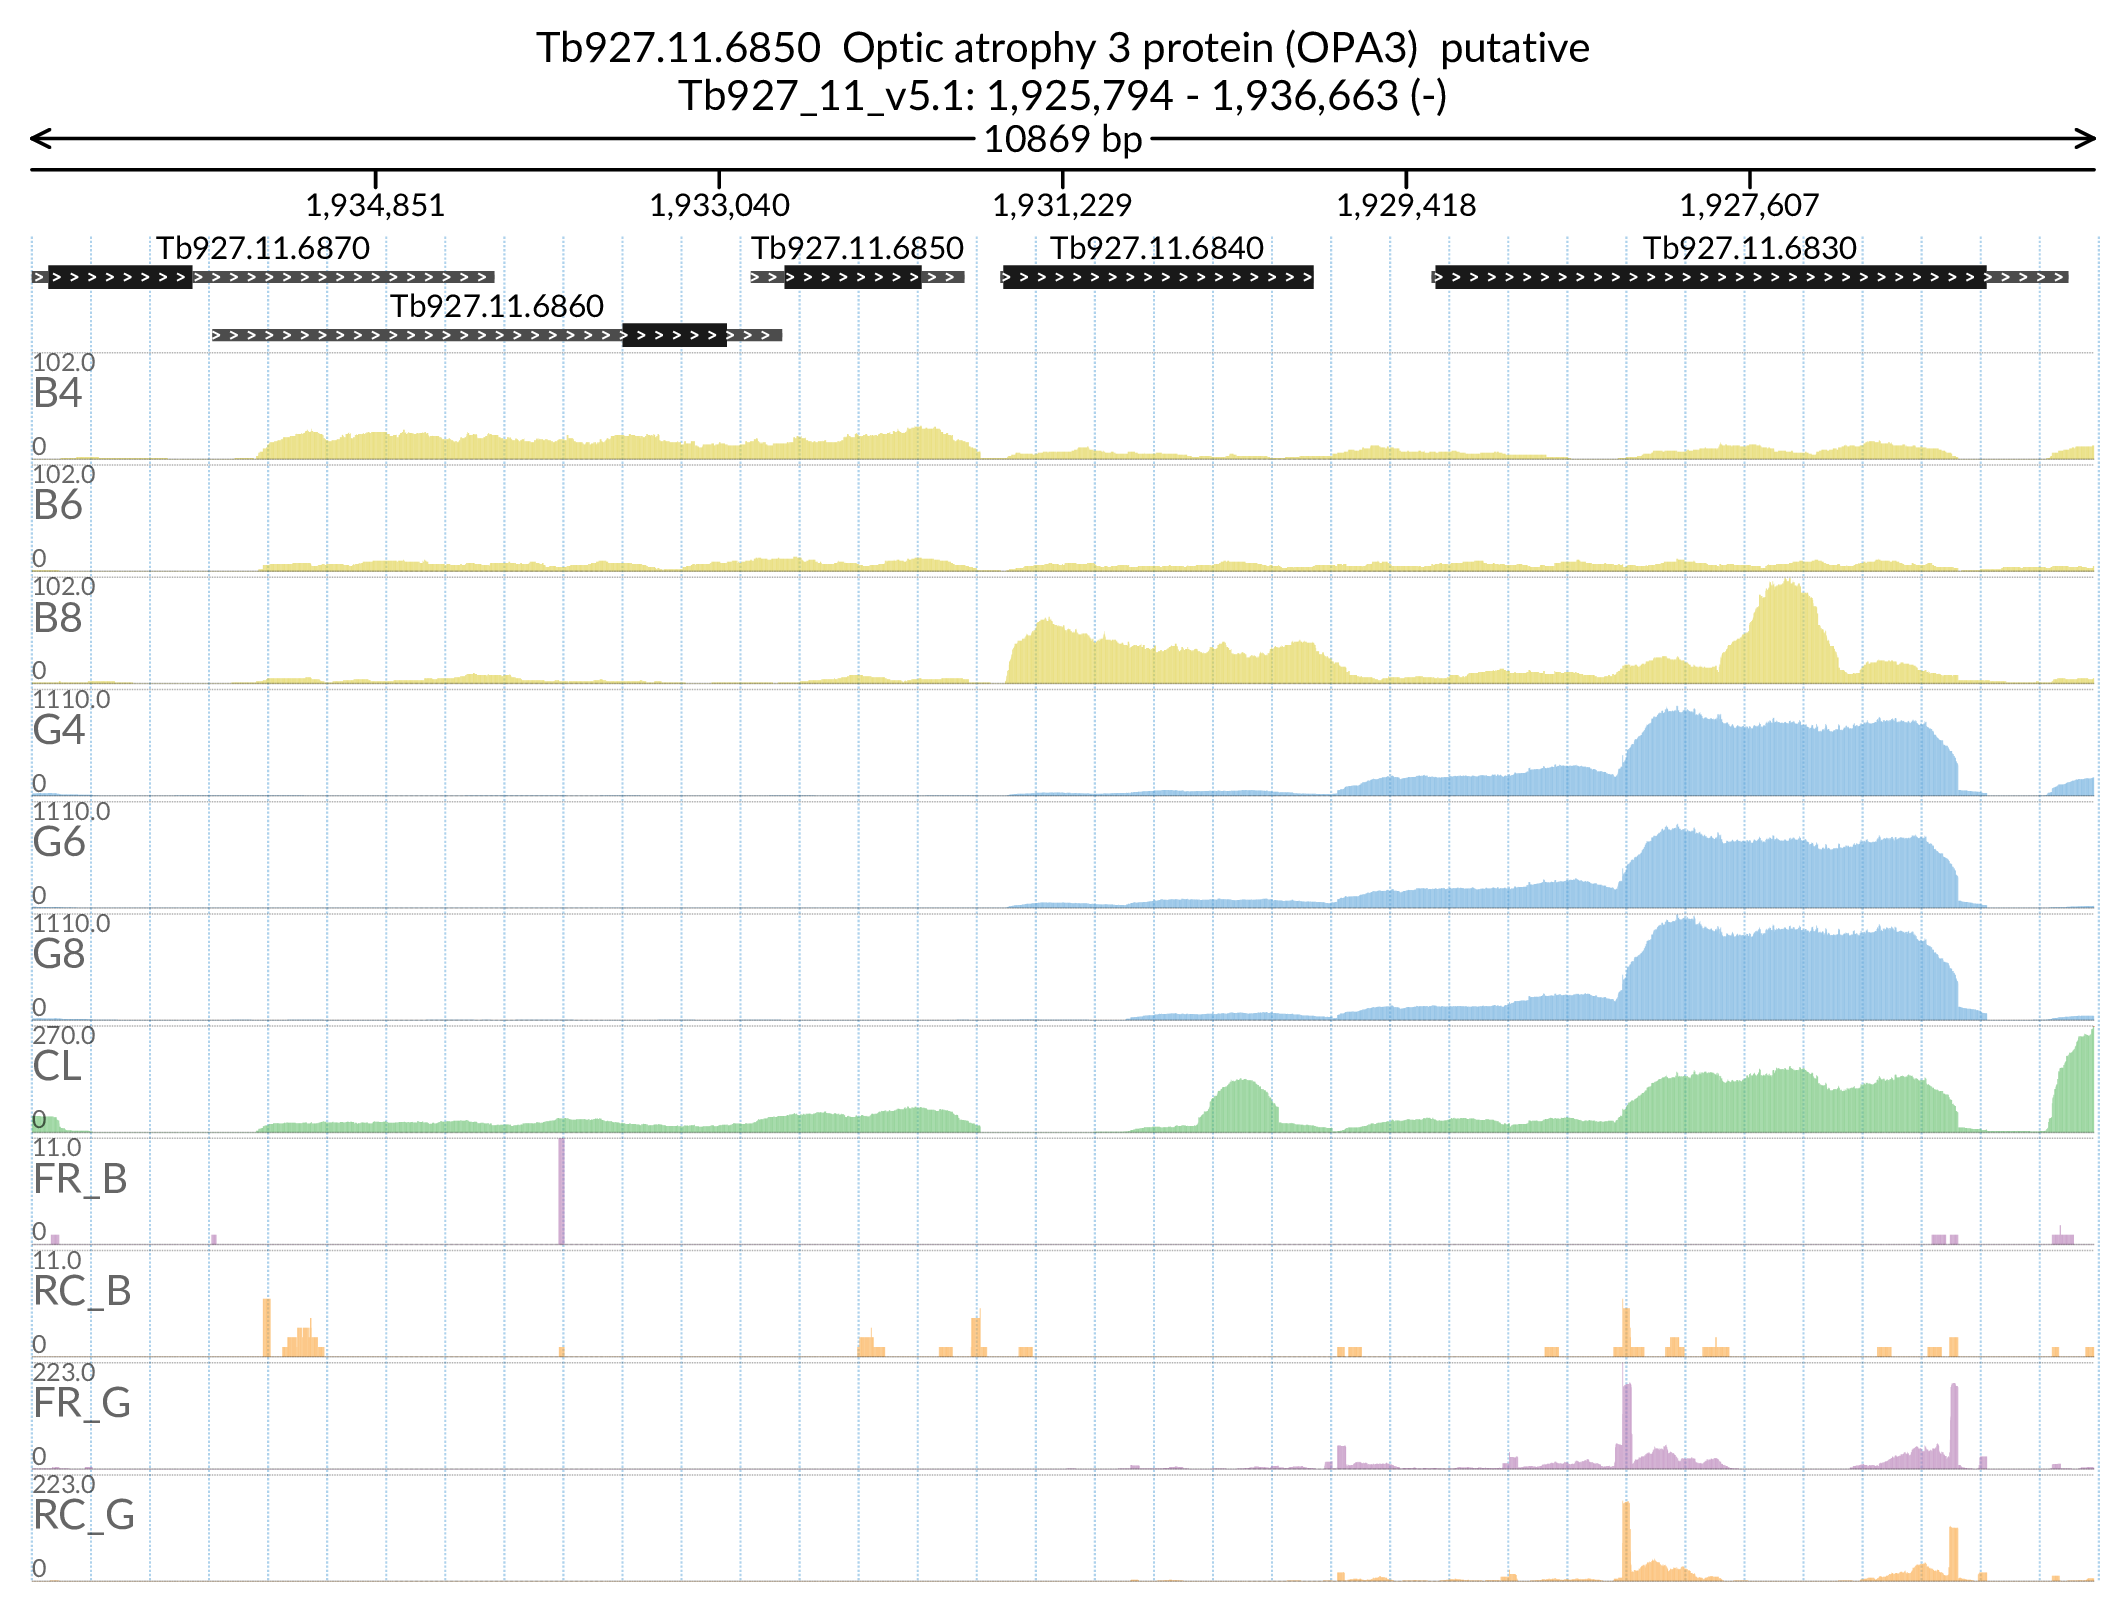 Tb927.11.6850  Optic atrophy 3 protein (OPA3)  putative
Tb927_11_v5.1: 1,925,794 - 1,936,663 (-)
10869 bp
1,934,851 1,933,040 1,931,229 1,929,418 1,927,607
Tb927.11.6870 Tb927.11.6850 Tb927.11.6840 Tb927.11.6830
Tb927.11.6860
102.0
B4
0
102.0
B6
0
102.0
B8
0
1110.0
G4
0
1110.0
G6
0
1110.0
G8
0
270.0
CL
0
11.0
FR_B
0
11.0
RC_B
0
223.0
FR_G
0
223.0
RC_G
0